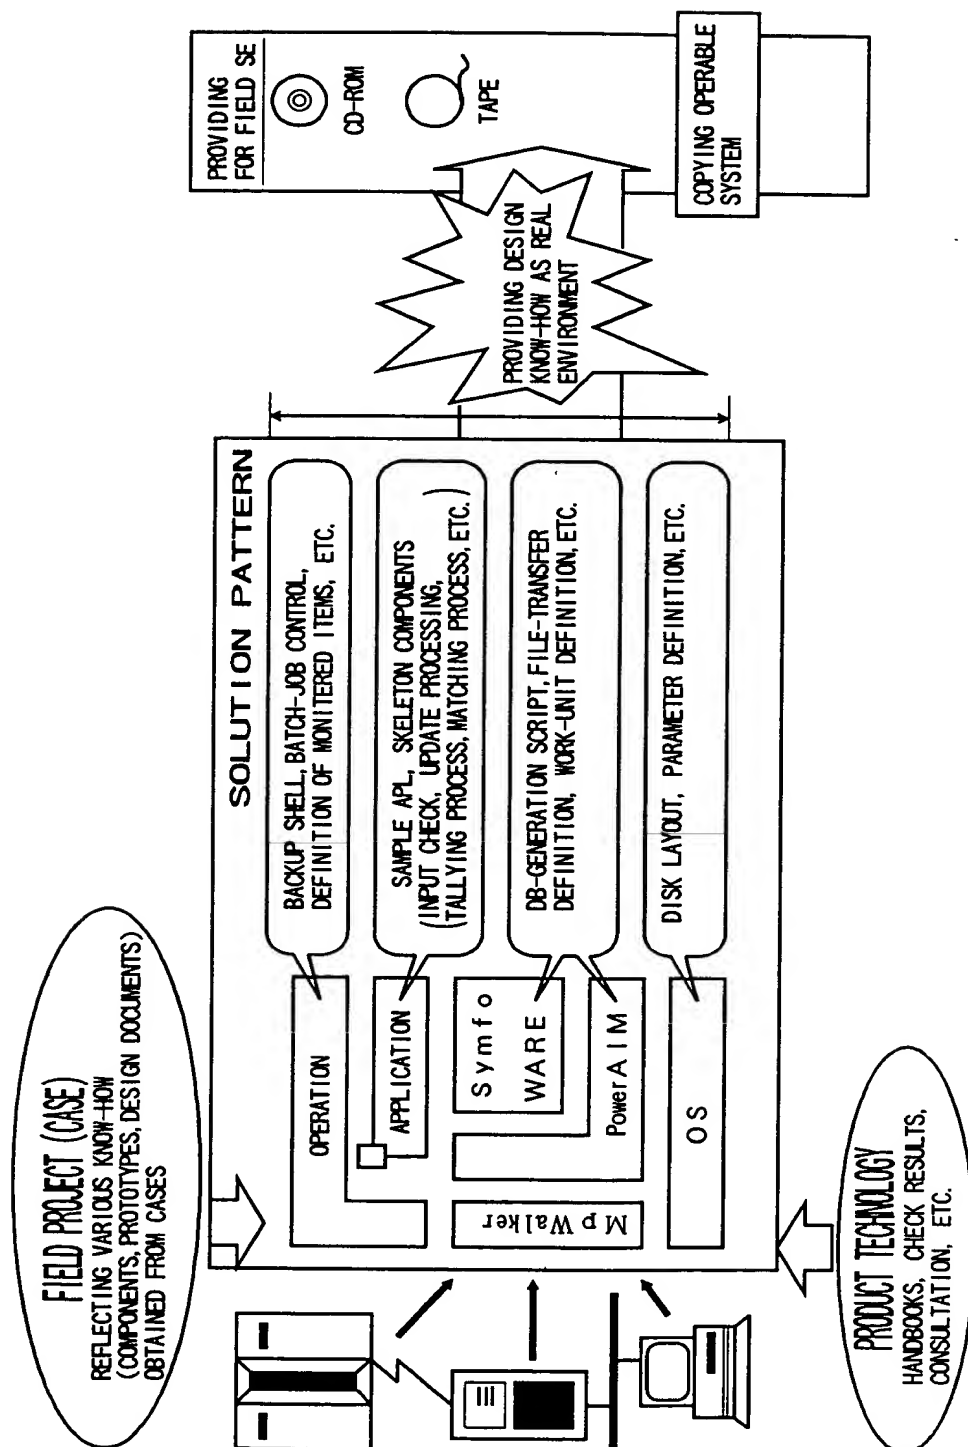 FIELD PROJECT (CASE)
REFLECTING VARIOUS KNOW-HOW
(COMPONENTS, PROTOTYPES, DESIGN DOCUMENTS)
OBTAINED FROM CASES
SOLUTION PATTERN
OPERATION
BACKUP SHELL, BATCH-JOB CONTROL,
DEFINITION OF MONITERED ITEMS, ETC.
APPLICATION
SAMPLE APL, SKELETON COMPONENTS
(INPUT CHECK, UPDATE PROCESSING,
TALLYING PROCESS, MATCHING PROCESS, ETC.)
MpWalker
Symfo
WARE
PowerAIM
DB-GENERATION SCRIPT, FILE-TRANSFER
DEFINITION, WORK-UNIT DEFINITION, ETC.
OS
DISK LAYOUT, PARAMETER DEFINITION, ETC.
PROVIDING DESIGN
KNOW-HOW AS REAL
ENVIRONMENT
PROVIDING
FOR FIELD SE
CD-ROM
TAPE
COPYING OPERABLE
SYSTEM
PRODUCT TECHNOLOGY
HANDBOOKS, CHECK RESULTS,
CONSULTATION, ETC.